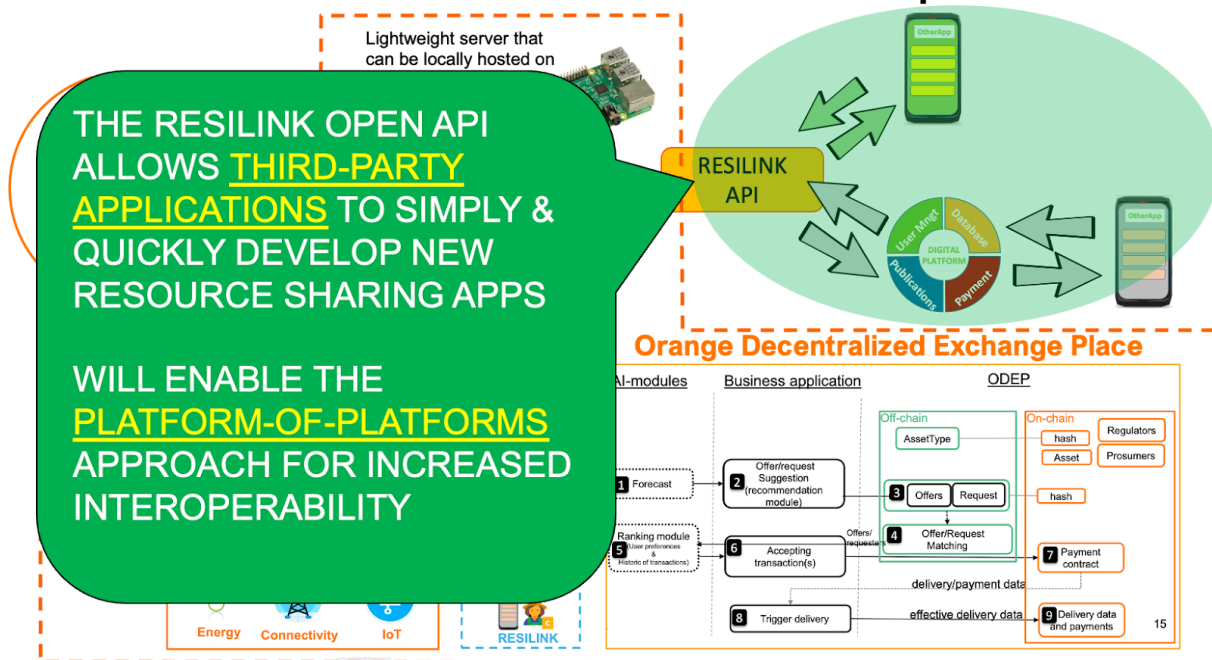 Lightweight server that
can be locally hosted on
THE RESILINK OPEN API
ALLOWS THIRD-PARTY
APPLICATIONS TO SIMPLY &
QUICKLY DEVELOP NEW
RESOURCE SHARING APPS
WILL ENABLE THE
PLATFORM-OF-PLATFORMS
APPROACH FOR INCREASED
INTEROPERABILITY
RESILINK
API
OtherApp
OtherApp
User Mngt
Database
DIGITAL
PLATFORM
Publications
Payment
Orange Decentralized Exchange Place
AI-modules
Business application
ODEP
Off-chain
On-chain
AssetType
hash
Regulators
Asset
Prosumers
1 Forecast
2 Offer/request
Suggestion
(recommendation
module)
3 Offers
Request
hash
4 Offer/Request
Matching
Offers/
requesters
Ranking module
5 (User preferences
&
Historic of transactions)
6 Accepting
transaction(s)
7 Payment
contract
delivery/payment data
8 Trigger delivery
effective delivery data
9 Delivery data
and payments
15
Energy
Connectivity
IoT
C
RESILINK